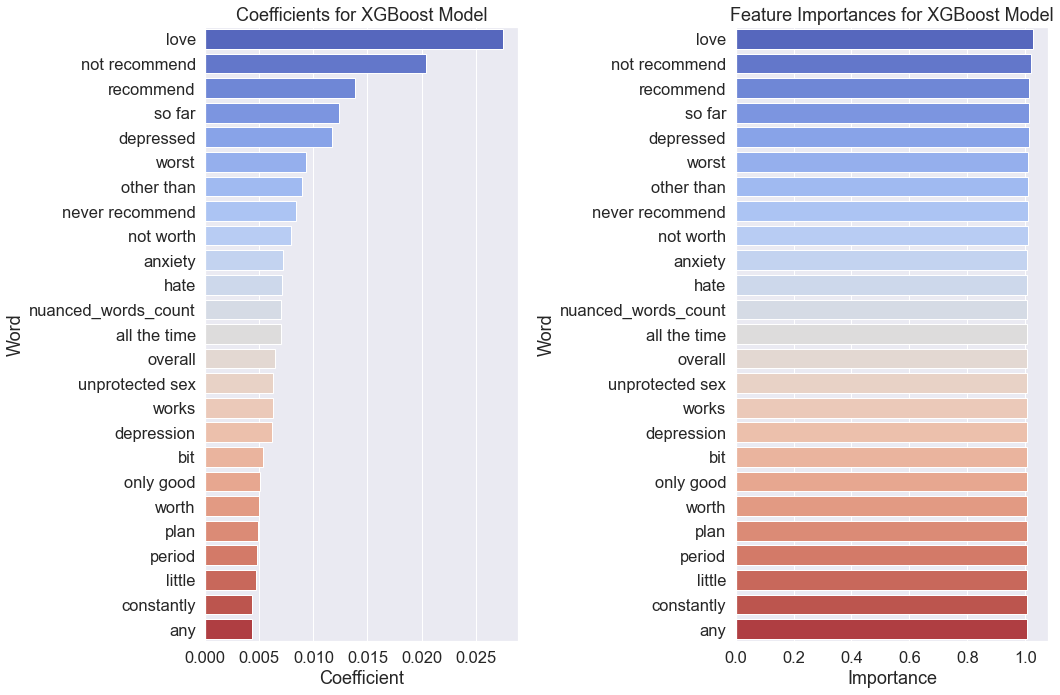 Coefficients for XGBoost Model
love
not recommend
recommend
so far
depressed
worst
other than
never recommend
not worth
anxiety
hate
nuanced_words_count
all the time
overall
unprotected sex
works
depression
bit
only good
worth
plan
period
little
constantly
any
Word
0.000 0.005 0.010 0.015 0.020 0.025
Coefficient
Feature Importances for XGBoost Model
love
not recommend
recommend
so far
depressed
worst
other than
never recommend
not worth
anxiety
hate
nuanced_words_count
all the time
overall
unprotected sex
works
depression
bit
only good
worth
plan
period
little
constantly
any
Word
0.0 0.2 0.4 0.6 0.8 1.0
Importance